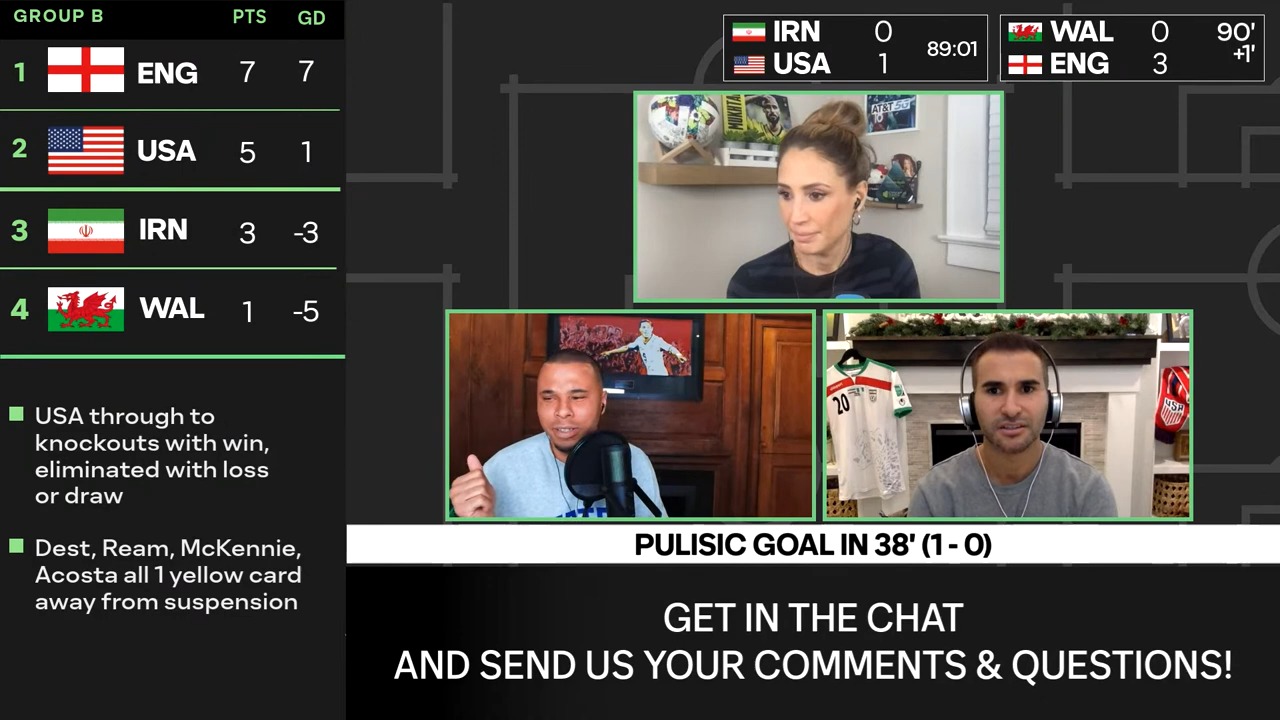 GROUP B PTS GD
1 ENG 7 7
2 USA 5 1
3 IRN 3 -3
4 WAL 1 -5
USA through to
knockouts with win,
eliminated with loss
or draw
Dest, Ream, McKennie,
Acosta all 1 yellow card
away from suspension
IRN 0
USA 1
89:01
WAL 0
ENG 3
90'
+1'
MUKHTAR
AT&T 5G
20
USA
PULISIC GOAL IN 38' (1 - 0)
GET IN THE CHAT
AND SEND US YOUR COMMENTS & QUESTIONS!